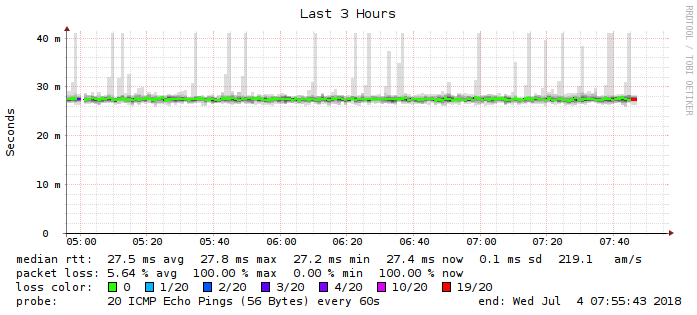 Last 3 Hours
RRDTOOL / TOBI OETIKER
Seconds
40 m
30 m
20 m
10 m
0
05:00 05:20 05:40 06:00 06:20 06:40 07:00 07:20 07:40
median rtt: 27.5 ms avg 27.8 ms max 27.2 ms min 27.4 ms now 0.1 ms sd 219.1 am/s
packet loss: 5.64 % avg 100.00 % max 0.00 % min 100.00 % now
loss color: 0 1/20 2/20 3/20 4/20 10/20 19/20
probe: 20 ICMP Echo Pings (56 Bytes) every 60s end: Wed Jul 4 07:55:43 2018